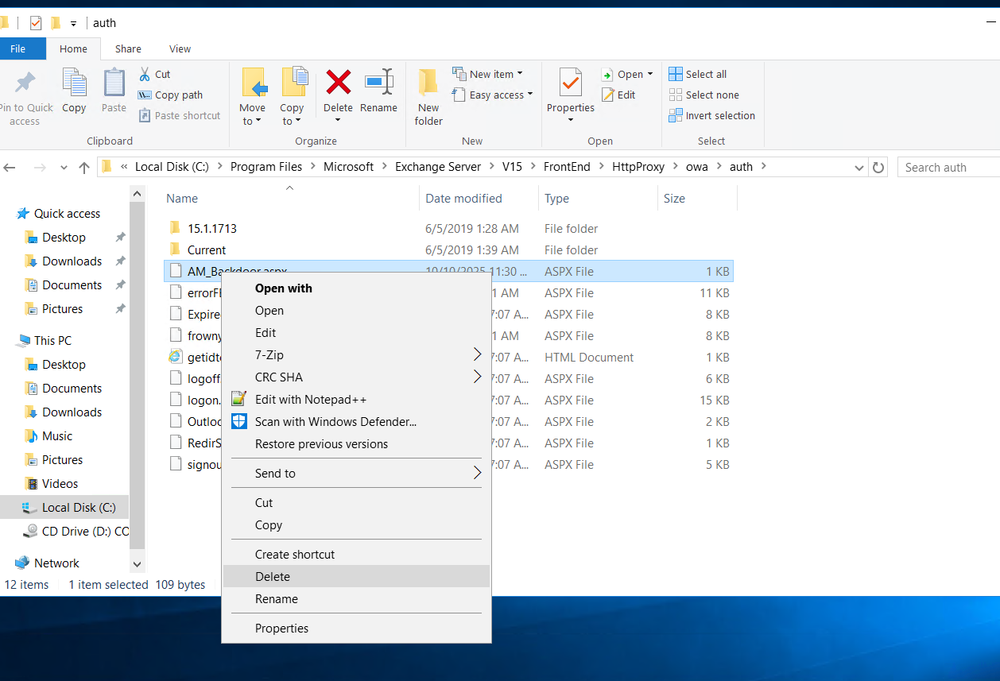 auth
File Home Share View
Pin to Quick access
Copy
Paste
Cut
Copy path
Paste shortcut
Clipboard
Move to
Copy to
Delete
Rename
Organize
New folder
New item
Easy access
New
Properties
Open
Edit
Open
Select all
Select none
Invert selection
Select
« Local Disk (C:) > Program Files > Microsoft > Exchange Server > V15 > FrontEnd > HttpProxy > owa > auth >
Search auth
Quick access
Desktop
Downloads
Documents
Pictures
This PC
Desktop
Documents
Downloads
Music
Pictures
Videos
Local Disk (C:)
CD Drive (D:) CO
Network
Name Date modified Type Size
15.1.1713 6/5/2019 1:28 AM File folder
Current 6/5/2019 1:39 AM File folder
AM_Backdoor.aspx 10/10/2025 11:30 ... ASPX File 1 KB
errorF 1 AM ASPX File 11 KB
Expire 7:07 A... ASPX File 8 KB
frowny 1 AM ASPX File 8 KB
getidt 7:07 A... HTML Document 1 KB
logoff 7:07 A... ASPX File 6 KB
logon. 7:07 A... ASPX File 15 KB
Outloo 7:07 A... ASPX File 2 KB
RedirS 7:07 A... ASPX File 1 KB
signou 7:07 A... ASPX File 5 KB
Open with
Open
Edit
7-Zip
CRC SHA
Edit with Notepad++
Scan with Windows Defender...
Restore previous versions
Send to
Cut
Copy
Create shortcut
Delete
Rename
Properties
12 items 1 item selected 109 bytes